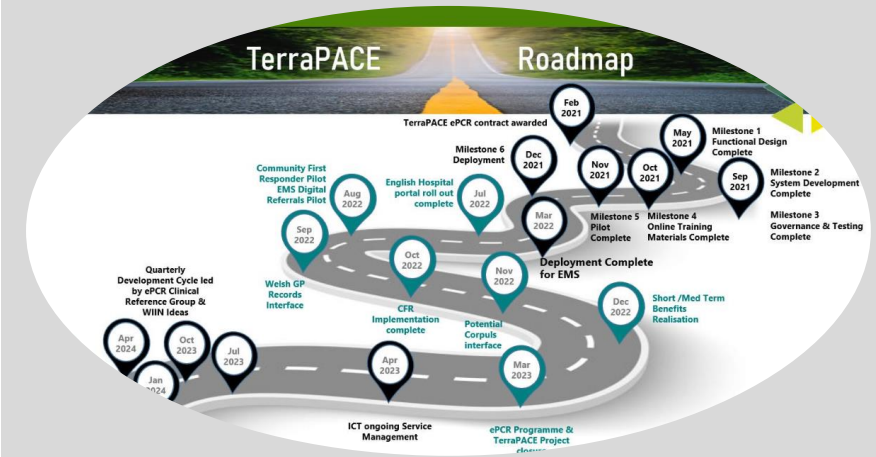 TerraPACE Roadmap
Feb
2021
TerraPACE ePCR contract awarded
May
2021
Milestone 1
Functional Design
Complete
Milestone 6
Deployment
Dec
2021
Nov
2021
Oct
2021
Sep
2021
Milestone 2
System Development
Complete
Milestone 3
Governance & Testing
Complete
Milestone 5
Pilot
Complete
Milestone 4
Online Training
Materials Complete
Community First
Responder Pilot
EMS Digital
Referrals Pilot
Aug
2022
English Hospital
portal roll out
complete
Jul
2022
Mar
2022
Deployment Complete
for EMS
Sep
2022
Welsh GP
Records
Interface
Oct
2022
CFR
Implementation
complete
Nov
2022
Potential
Corpuls
interface
Dec
2022
Short /Med Term
Benefits
Realisation
Quarterly
Development Cycle led
by ePCR Clinical
Reference Group &
WIIN Ideas
Apr
2024
Jan
2024
Oct
2023
Jul
2023
Apr
2023
ICT ongoing Service
Management
Mar
2023
ePCR Programme &
TerraPACE Project
closure